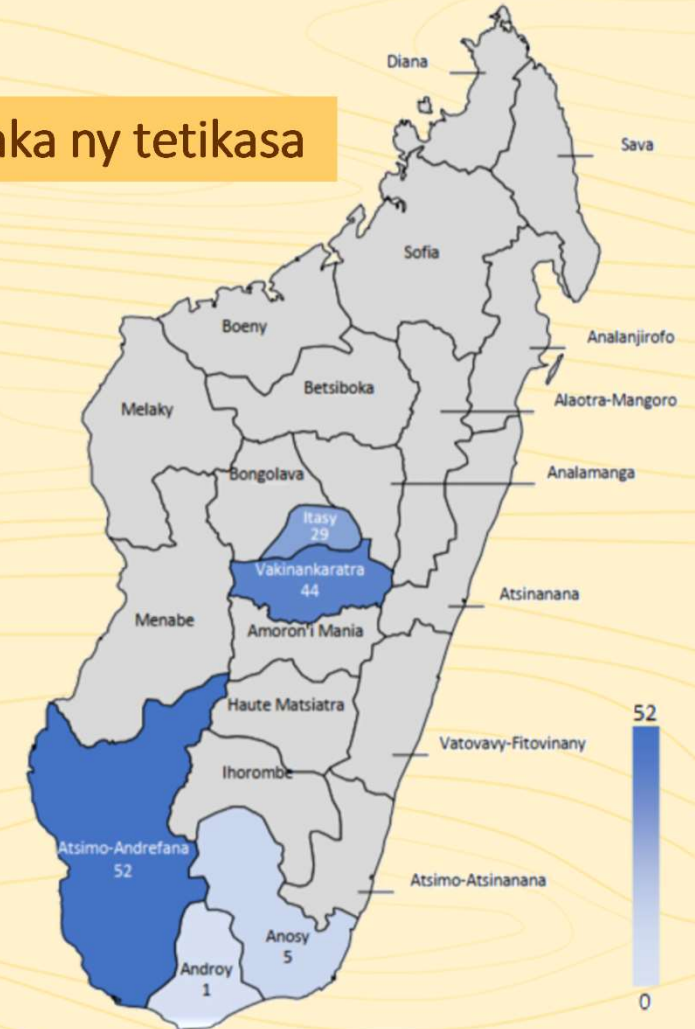 ny tetikasa
Diana
Sava
Sofia
Boeny
Analanjirofo
Betsiboka
Alaotra-Mangoro
Melaky
Bongolava
Analamanga
Itasy
29
Vakinankaratra
44
Atsinanana
Menabe
Amoron'i Mania
Haute Matsiatra
52
Vatovavy-Fitovinany
Ihorombe
Atsimo-Andrefana
52
Atsimo-Atsinanana
Anosy
5
Androy
1
0